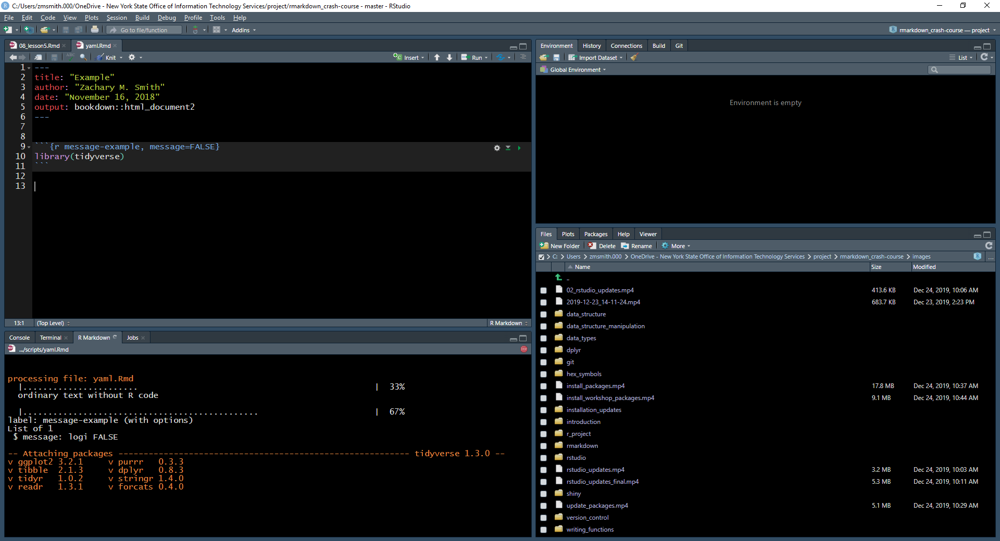 C:/Users/zmsmith.000/OneDrive - New York State Office of Information Technology Services/project/rmarkdown_crash-course - master - RStudio
File Edit Code View Plots Session Build Debug Profile Tools Help
Go to file/function Addins rmarkdown_crash-course — project
08_lesson5.Rmd yaml.Rmd
ABC Knit Insert Run
1 ---
2 title: "Example"
3 author: "Zachary M. Smith"
4 date: "November 16, 2018"
5 output: bookdown::html_document2
6 ---
7
8
9 ```{r message-example, message=FALSE}
10 library(tidyverse)
11 ```
12
13
13:1 (Top Level) R Markdown
Console Terminal R Markdown Jobs
.../scripts/yaml.Rmd
processing file: yaml.Rmd
|....................... | 33%
ordinary text without R code
|............................................... | 67%
label: message-example (with options)
List of 1
$ message: logi FALSE
-- Attaching packages ---------------------------------------------------------- tidyverse 1.3.0 --
v ggplot2 3.2.1 v purrr 0.3.3
v tibble 2.1.3 v dplyr 0.8.3
v tidyr 1.0.2 v stringr 1.4.0
v readr 1.3.1 v forcats 0.4.0
Environment History Connections Build Git
Import Dataset List
Global Environment
Environment is empty
Files Plots Packages Help Viewer
New Folder Delete Rename More
C: Users zmsmith.000 OneDrive - New York State Office of Information Technology Services project rmarkdown_crash-course images ...
Name Size Modified
..
02_rstudio_updates.mp4 413.6 KB Dec 24, 2019, 10:06 AM
2019-12-23_14-11-24.mp4 683.7 KB Dec 23, 2019, 2:23 PM
data_structure
data_structure_manipulation
data_types
dplyr
git
hex_symbols
install_packages.mp4 17.8 MB Dec 24, 2019, 10:37 AM
install_workshop_packages.mp4 9.1 MB Dec 24, 2019, 10:44 AM
installation_updates
introduction
r_project
rmarkdown
rstudio
rstudio_updates.mp4 3.2 MB Dec 24, 2019, 10:03 AM
rstudio_updates_final.mp4 5.3 MB Dec 24, 2019, 10:11 AM
shiny
update_packages.mp4 5.1 MB Dec 24, 2019, 10:29 AM
version_control
writing_functions